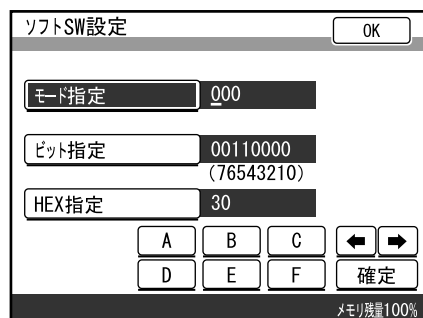 ソフトSW設定
OK
モード指定 000
ビット指定 00110000
(76543210)
HEX指定 30
A B C
D E F 確定
メモリ残量100%